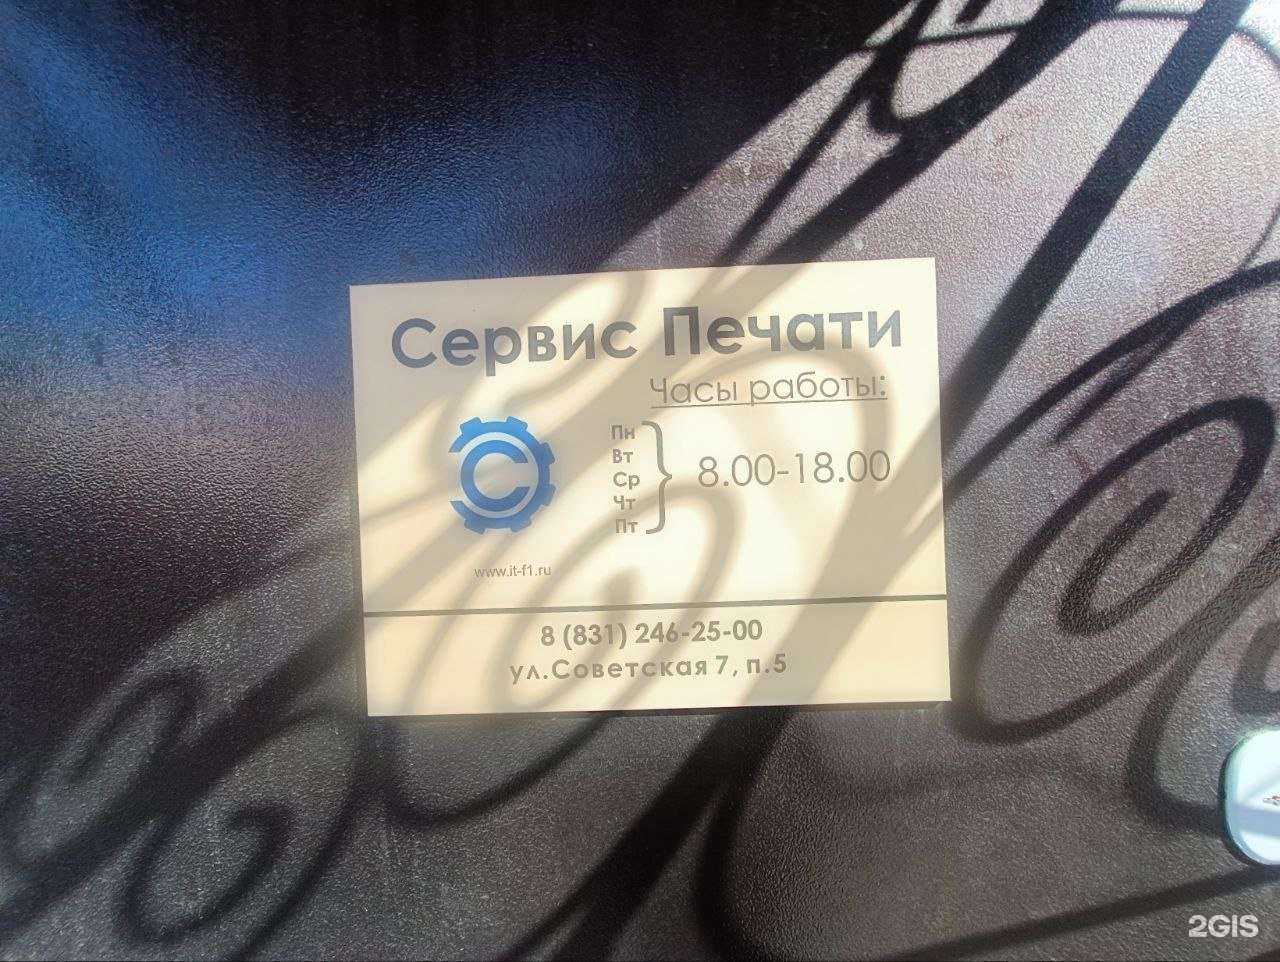 Сервис Печати
Часы работы:
Пн
Вт
Ср
Чт
Пт
8.00-18.00
www.it-f1.ru
8 (831) 246-25-00
ул.Советская 7, п.5
2GIS